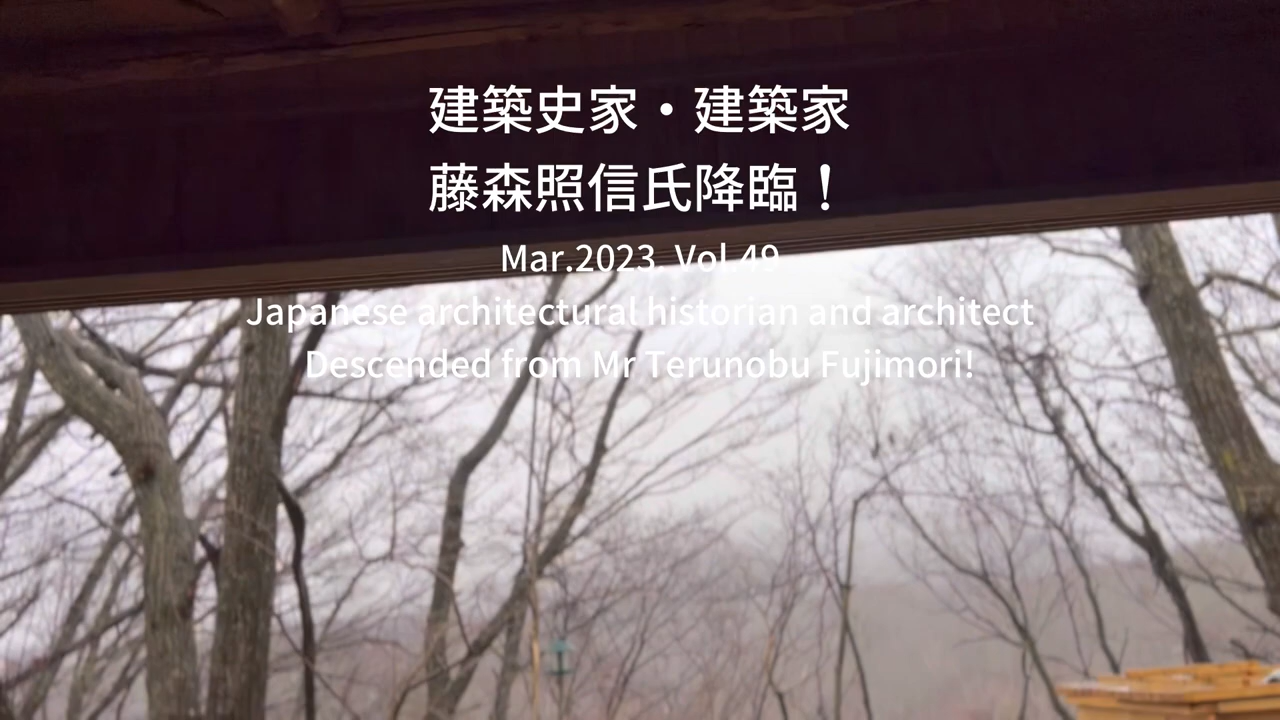 建築史家・建築家
藤森照信氏降臨！
Mar.2023. Vol.49
Japanese architectural historian and architect
Descended from Mr Terunobu Fujimori!